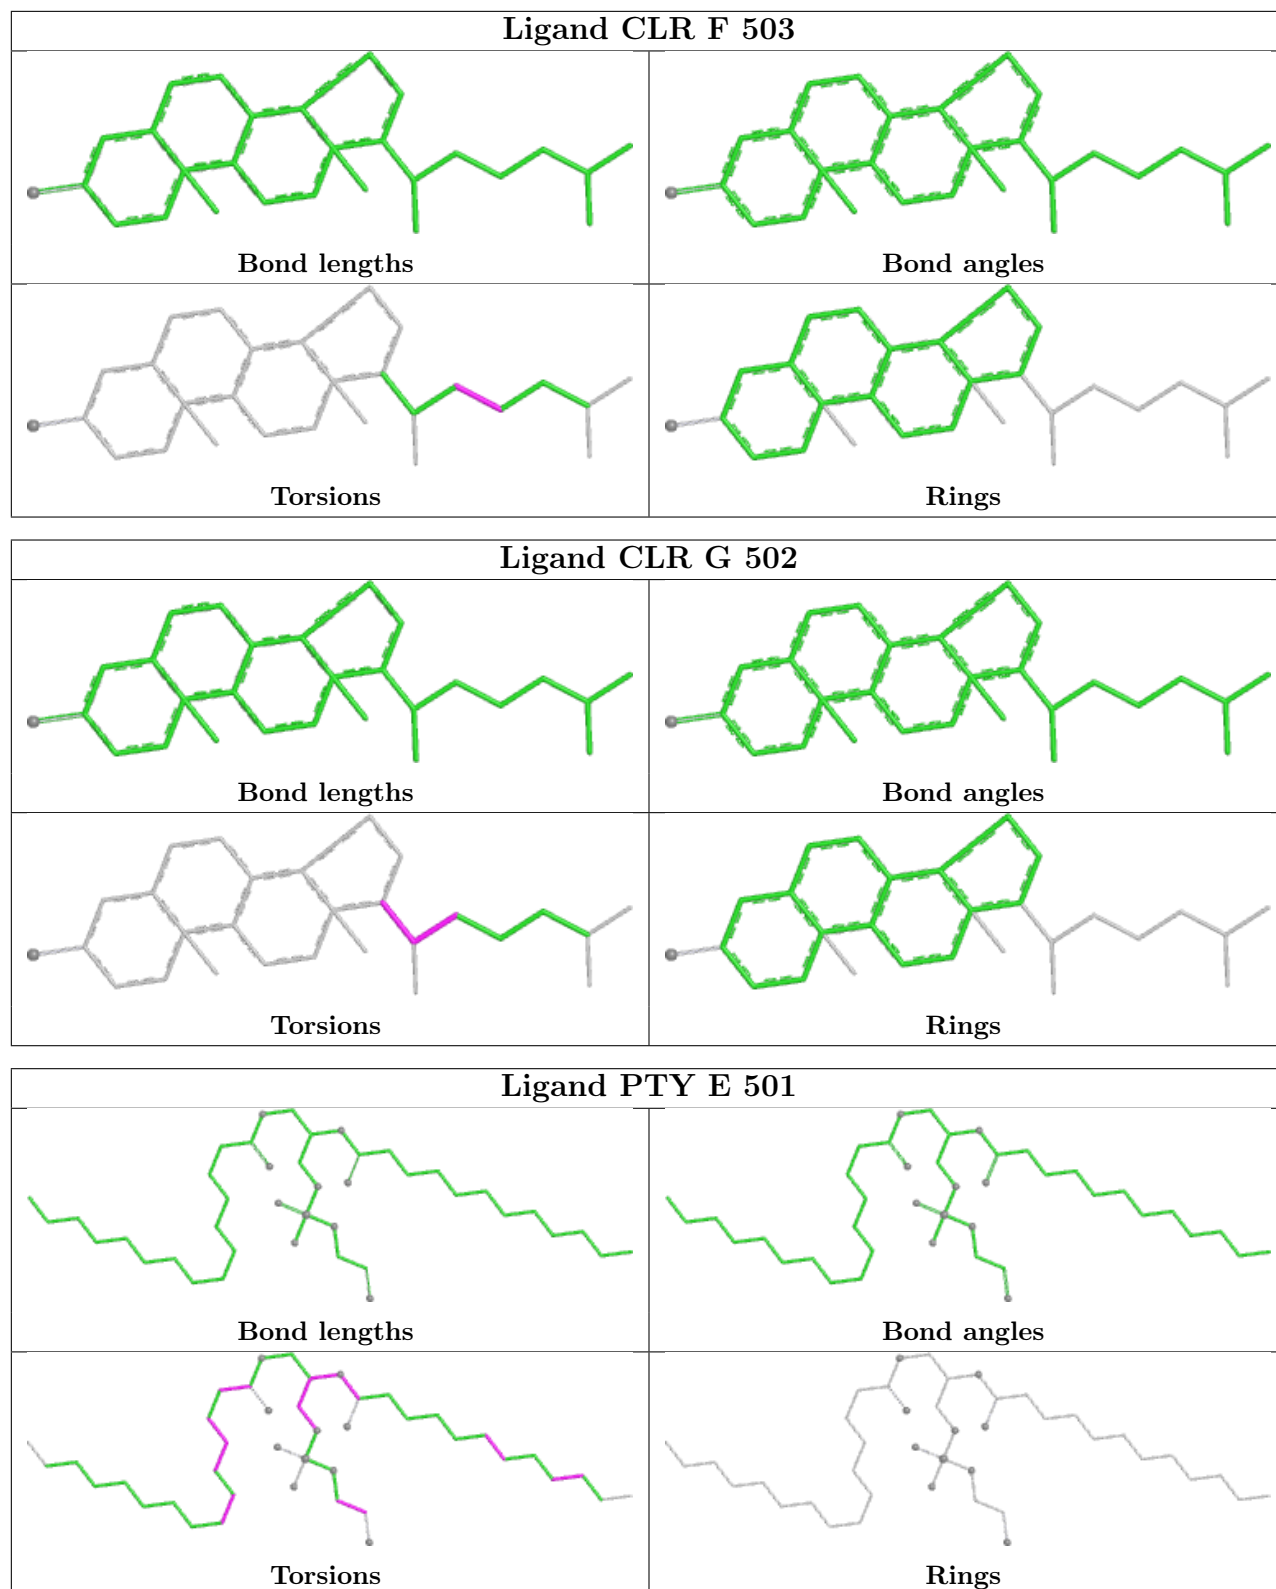 Ligand CLR F 503
Bond lengths
Bond angles
Torsions
Rings
Ligand CLR G 502
Bond lengths
Bond angles
Torsions
Rings
Ligand PTY E 501
Bond lengths
Bond angles
Torsions
Rings